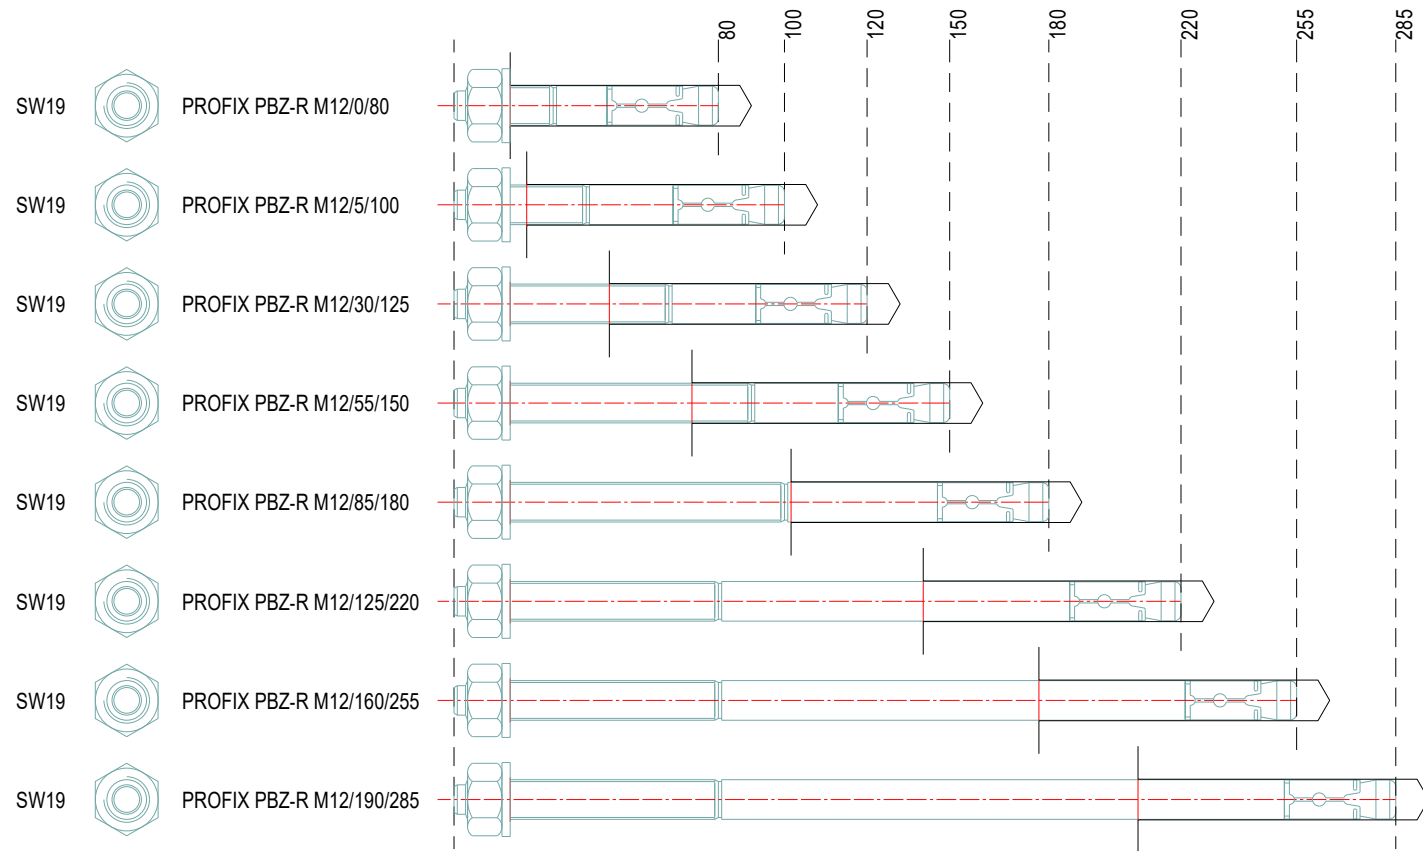 80 100 120 150 180 220 255 285
SW19 PROFIX PBZ-R M12/0/80
SW19 PROFIX PBZ-R M12/5/100
SW19 PROFIX PBZ-R M12/30/125
SW19 PROFIX PBZ-R M12/55/150
SW19 PROFIX PBZ-R M12/85/180
SW19 PROFIX PBZ-R M12/125/220
SW19 PROFIX PBZ-R M12/160/255
SW19 PROFIX PBZ-R M12/190/285